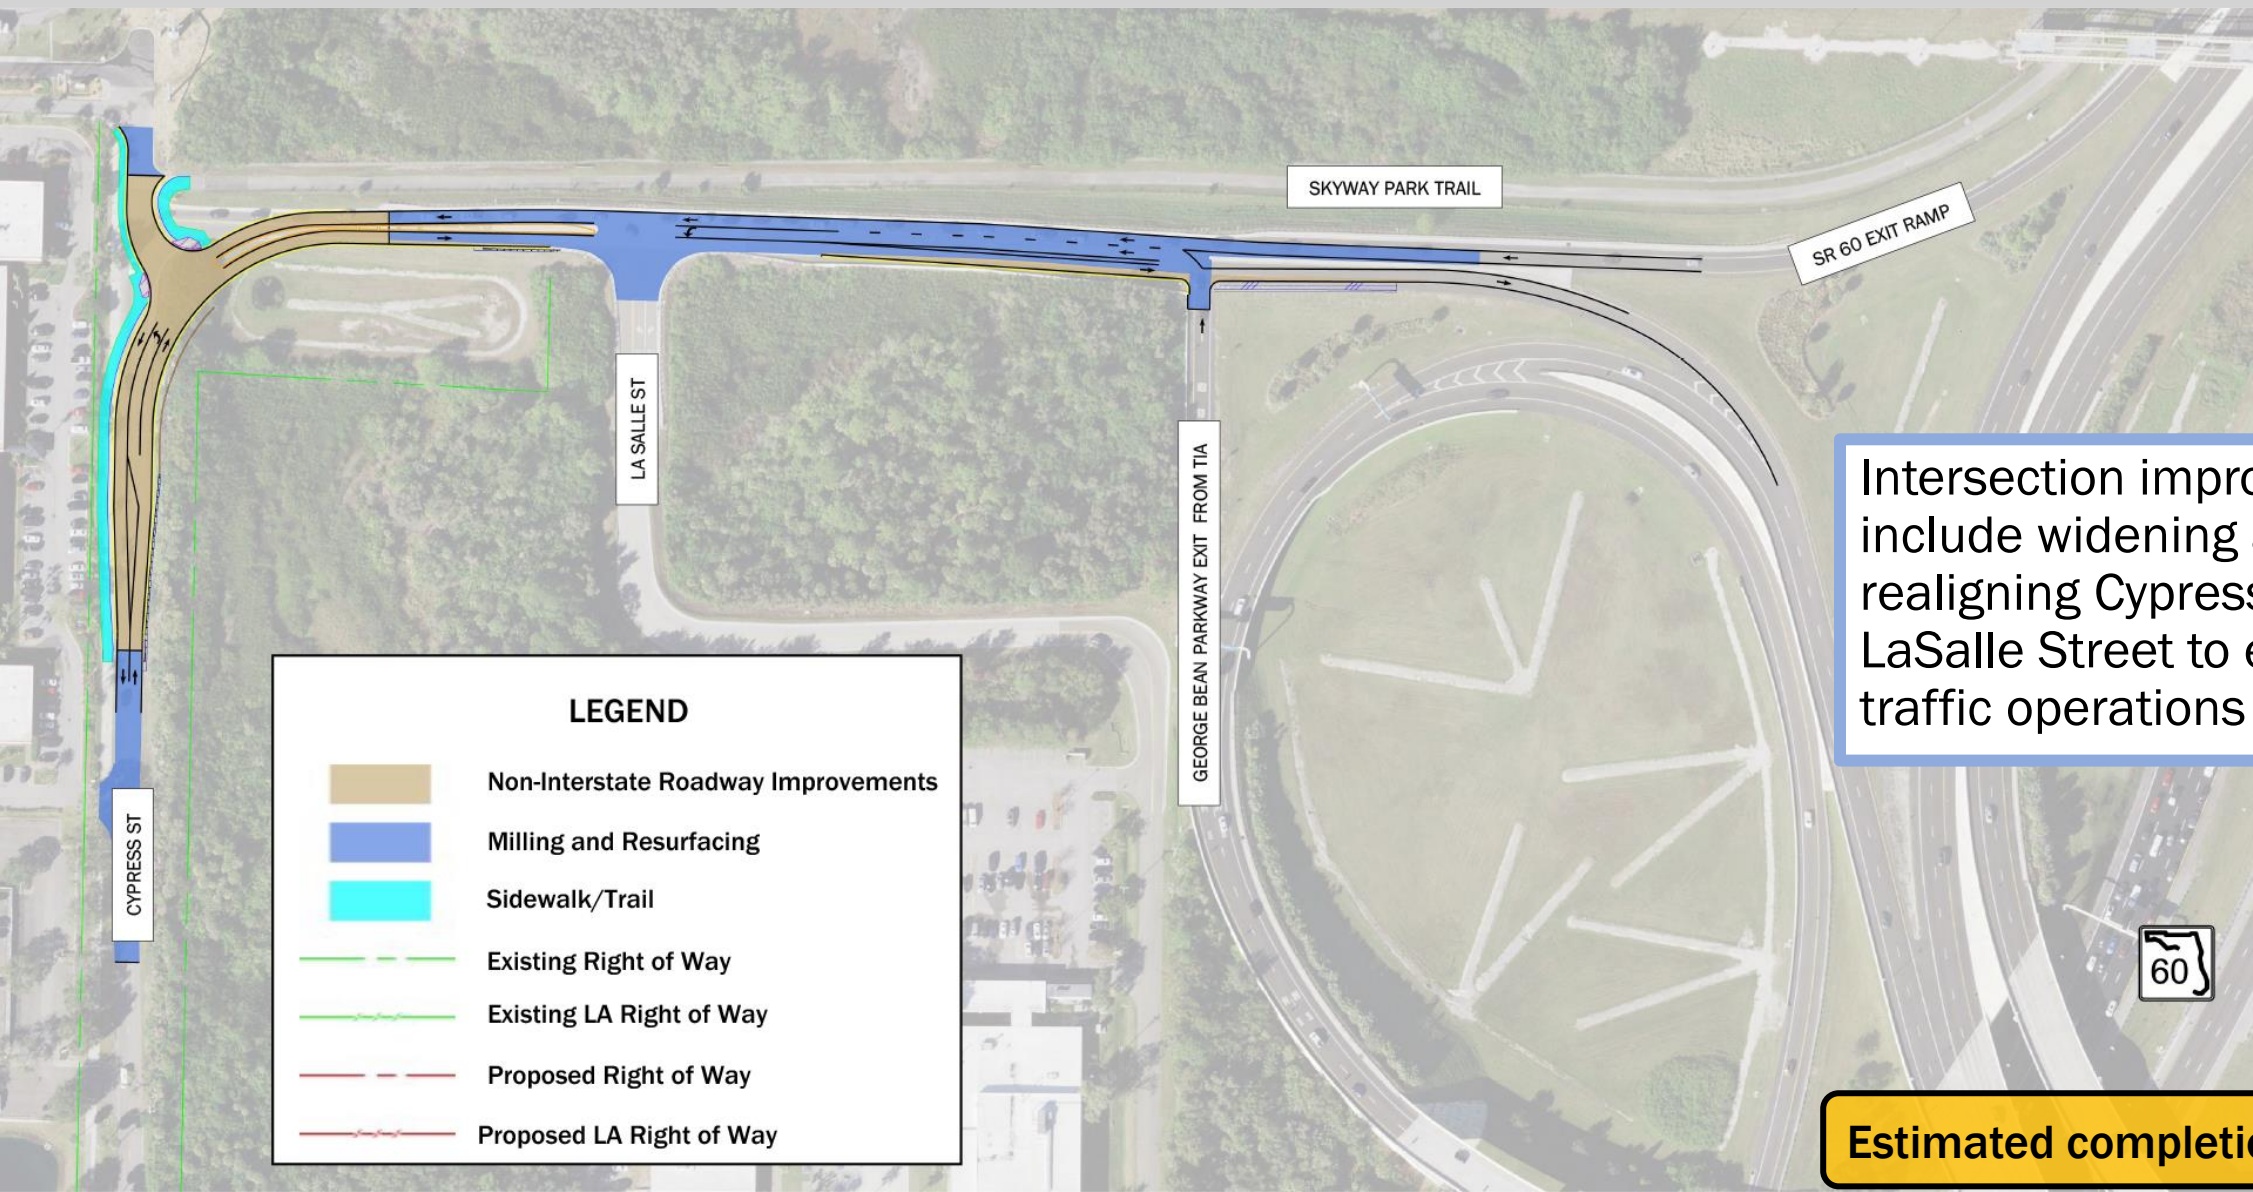 SKYWAY PARK TRAIL
SR 60 EXIT RAMP
LA SALLE ST
GEORGE BEAN PARKWAY EXIT FROM TIA
CYPRESS ST
Intersection impro
include widening
realigning Cypress
LaSalle Street to e
traffic operations
LEGEND
Non-Interstate Roadway Improvements
Milling and Resurfacing
Sidewalk/Trail
Existing Right of Way
Existing LA Right of Way
Proposed Right of Way
Proposed LA Right of Way
60
Estimated completi